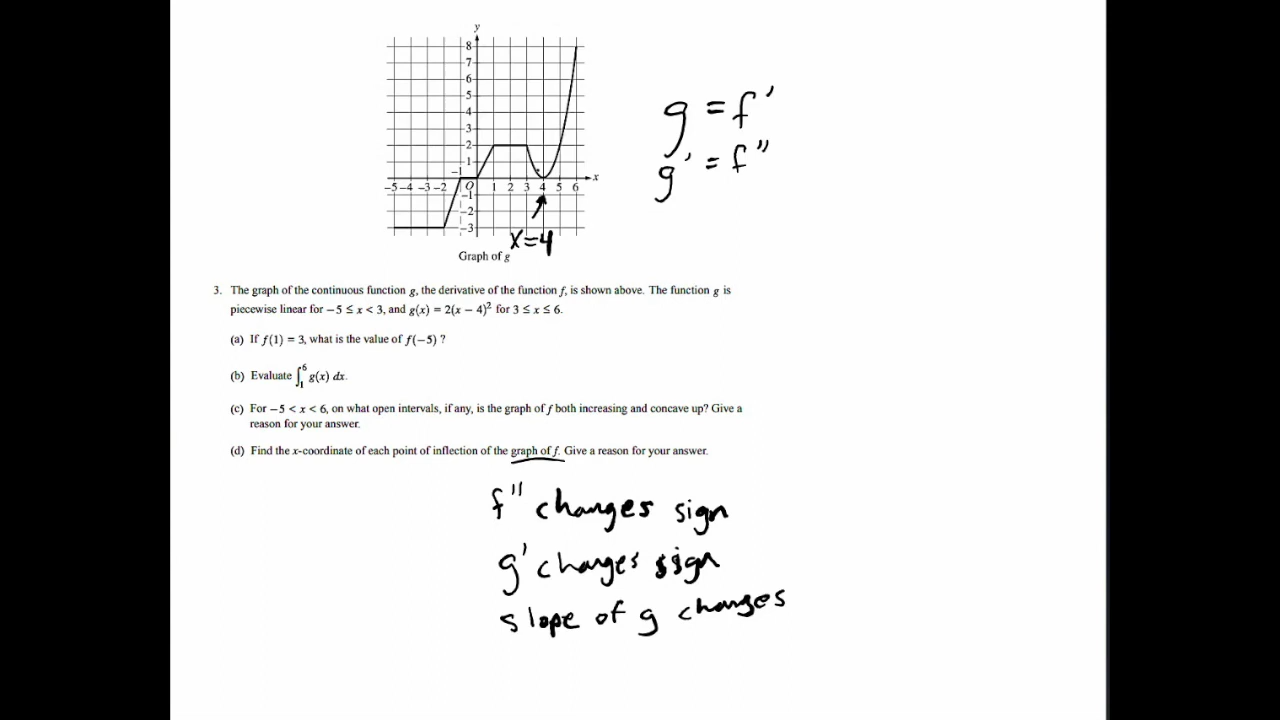 y
8
7
6
5
4
3
2
1
-1
-5 -4 -3 -2 O 1 2 3 4 5 6 x
-1
-2
-3
x=4
Graph of g
g = f'
g' = f"
3. The graph of the continuous function g, the derivative of the function f, is shown above. The function g is
piecewise linear for −5 ≤ x < 3, and g(x) = 2(x − 4)² for 3 ≤ x ≤ 6.
(a) If f(1) = 3, what is the value of f(−5) ?
(b) Evaluate ∫₁⁶ g(x) dx.
(c) For −5 < x < 6, on what open intervals, if any, is the graph of f both increasing and concave up? Give a
reason for your answer.
(d) Find the x-coordinate of each point of inflection of the graph of f. Give a reason for your answer.
f" changes sign
g' changes sign
slope of g changes